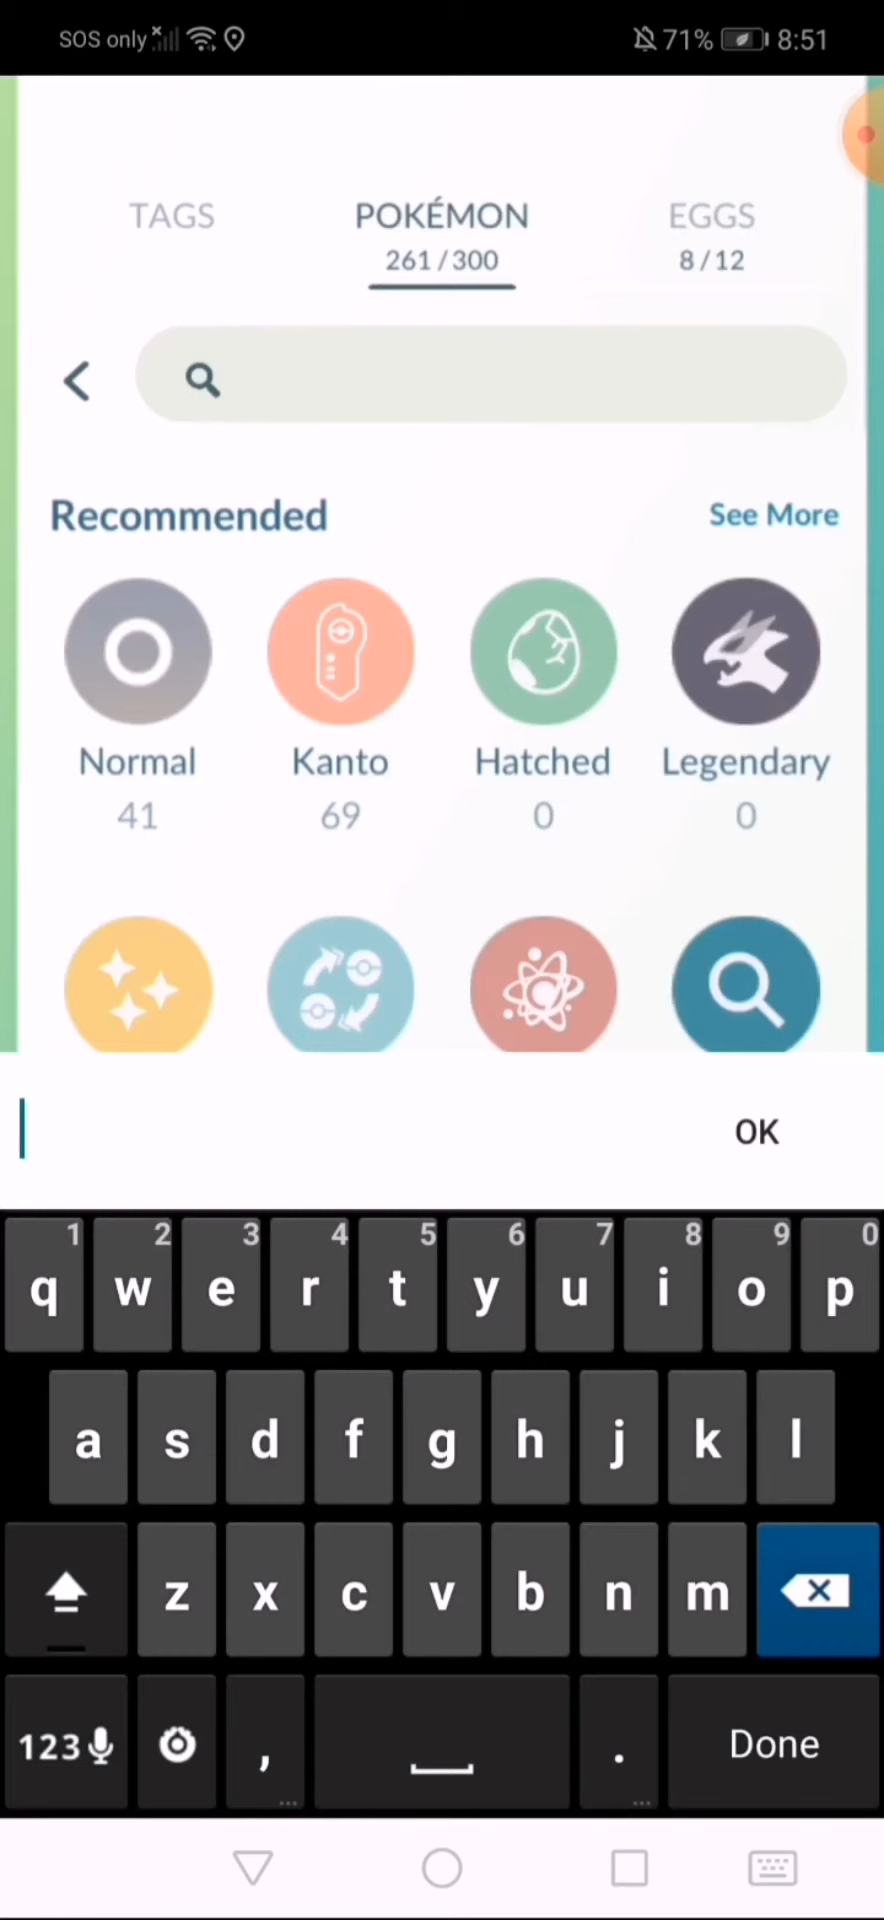 SOS only 71% 8:51
TAGS POKÉMON EGGS
261/300 8/12
Recommended See More
Normal Kanto Hatched Legendary
41 69 0 0
OK
1 2 3 4 5 6 7 8 9 0
q w e r t y u i o p
a s d f g h j k l
z x c v b n m
123 , . Done